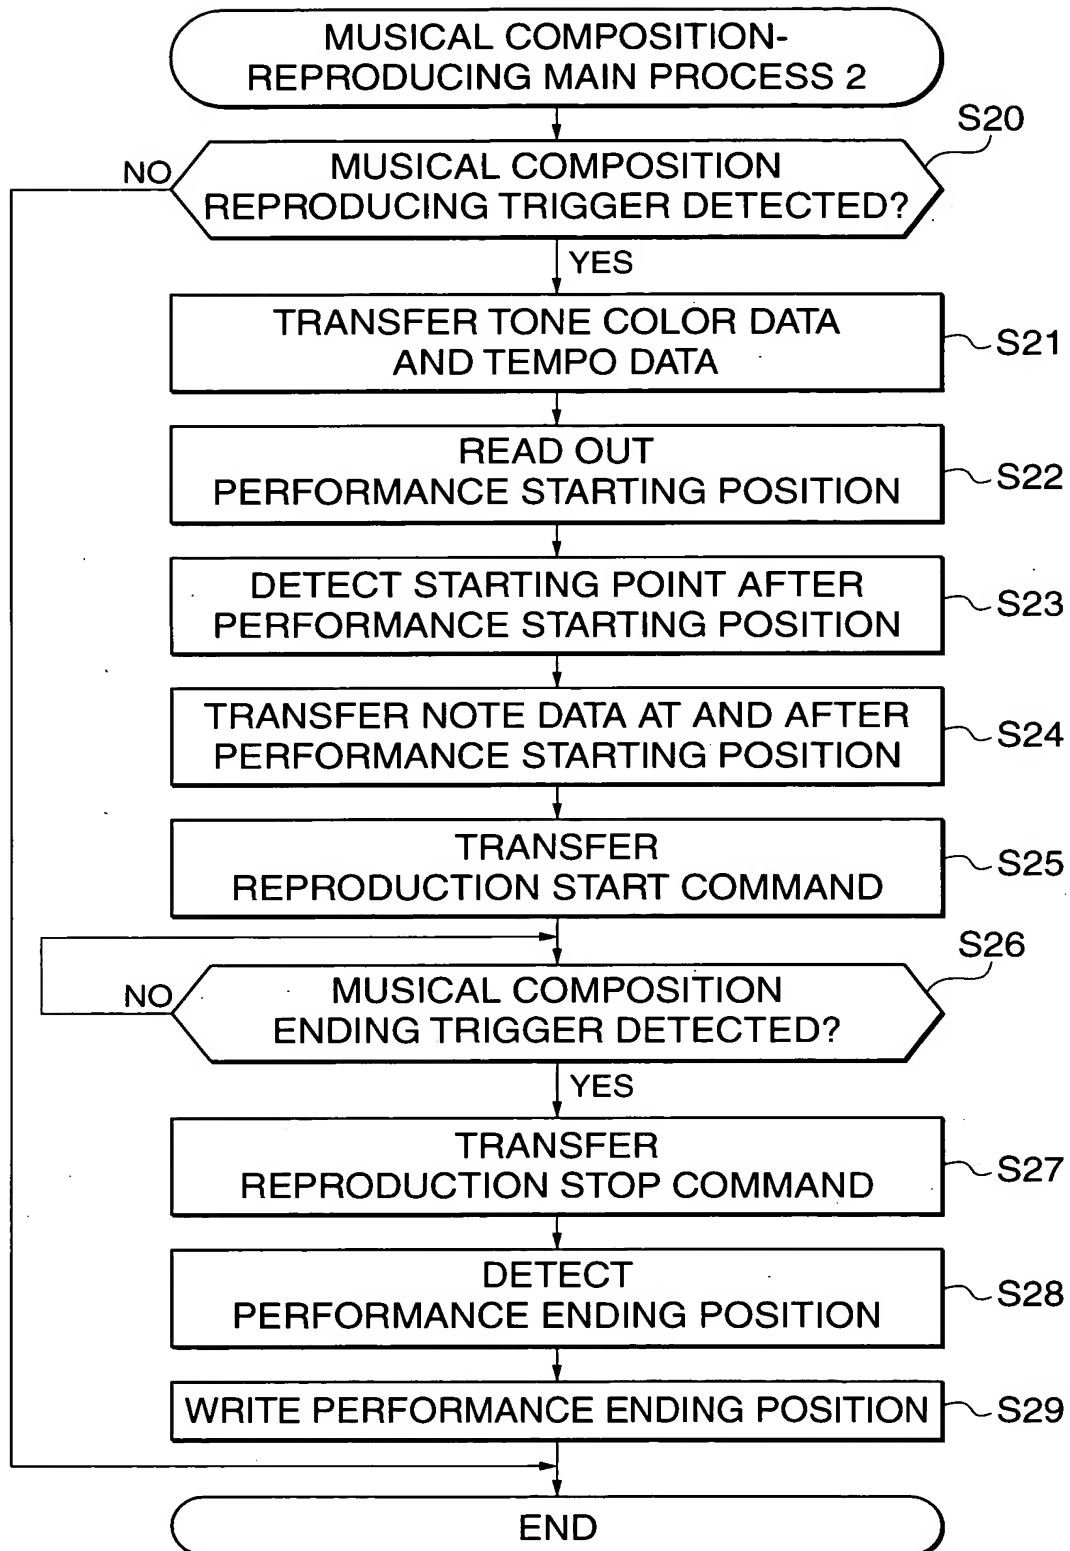 MUSICAL COMPOSITION-
REPRODUCING MAIN PROCESS 2
S20
NO
MUSICAL COMPOSITION
REPRODUCING TRIGGER DETECTED?
YES
TRANSFER TONE COLOR DATA
AND TEMPO DATA
S21
READ OUT
PERFORMANCE STARTING POSITION
S22
DETECT STARTING POINT AFTER
PERFORMANCE STARTING POSITION
S23
TRANSFER NOTE DATA AT AND AFTER
PERFORMANCE STARTING POSITION
S24
TRANSFER
REPRODUCTION START COMMAND
S25
S26
NO
MUSICAL COMPOSITION
ENDING TRIGGER DETECTED?
YES
TRANSFER
REPRODUCTION STOP COMMAND
S27
DETECT
PERFORMANCE ENDING POSITION
S28
WRITE PERFORMANCE ENDING POSITION
S29
END